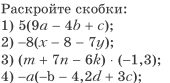 Раскройте скобки:
1) 5(9a − 4b + c);
2) −8(x − 8 − 7y);
3) (m + 7n − 6k) · (−1,3);
4) −a(−b − 4,2d + 3c);